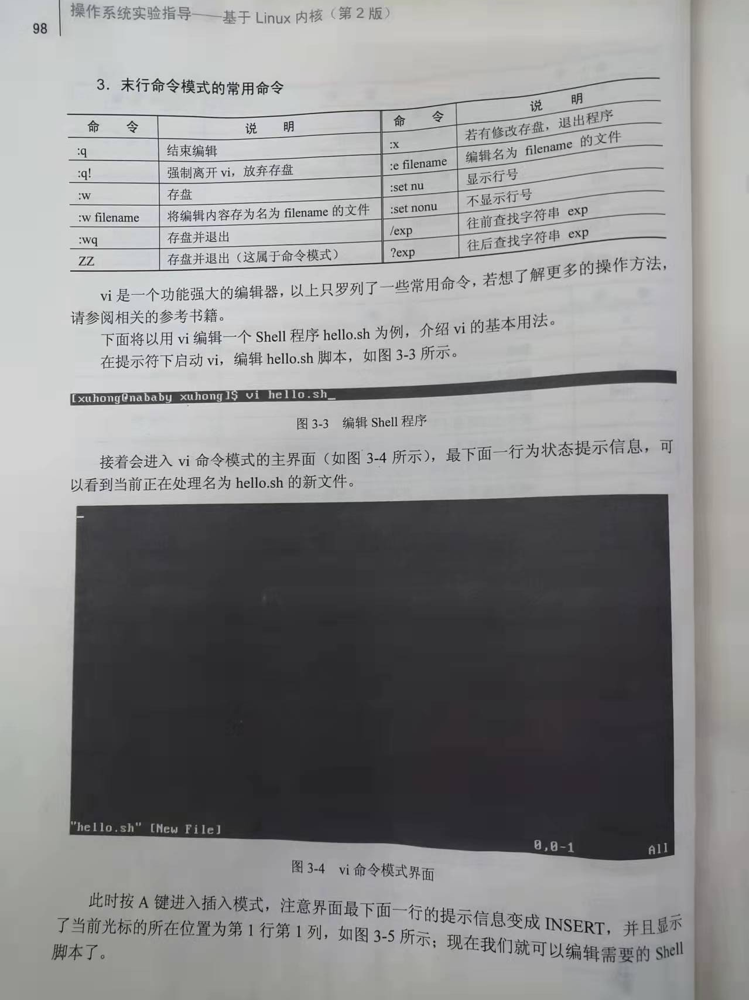 98
操作系统实验指导——基于 Linux 内核（第 2 版）
3．末行命令模式的常用命令
命 令 说 明 命 令 说 明
:q 结束编辑 :x 若有修改存盘，退出程序
:q! 强制离开 vi，放弃存盘 :e filename 编辑名为 filename 的文件
:w 存盘 :set nu 显示行号
:w filename 将编辑内容存为名为 filename 的文件 :set nonu 不显示行号
:wq 存盘并退出 /exp 往前查找字符串 exp
ZZ 存盘并退出（这属于命令模式） ?exp 往后查找字符串 exp
vi 是一个功能强大的编辑器，以上只罗列了一些常用命令，若想了解更多的操作方法，
请参阅相关的参考书籍。
下面将以用 vi 编辑一个 Shell 程序 hello.sh 为例，介绍 vi 的基本用法。
在提示符下启动 vi，编辑 hello.sh 脚本，如图 3-3 所示。
[xuhong@nababy xuhong]$ vi hello.sh_
图 3-3 编辑 Shell 程序
接着会进入 vi 命令模式的主界面（如图 3-4 所示），最下面一行为状态提示信息，可
以看到当前正在处理名为 hello.sh 的新文件。
"hello.sh" [New File] 0,0-1 All
图 3-4 vi 命令模式界面
此时按 A 键进入插入模式，注意界面最下面一行的提示信息变成 INSERT，并且显示
了当前光标的所在位置为第 1 行第 1 列，如图 3-5 所示；现在我们就可以编辑需要的 Shell
脚本了。